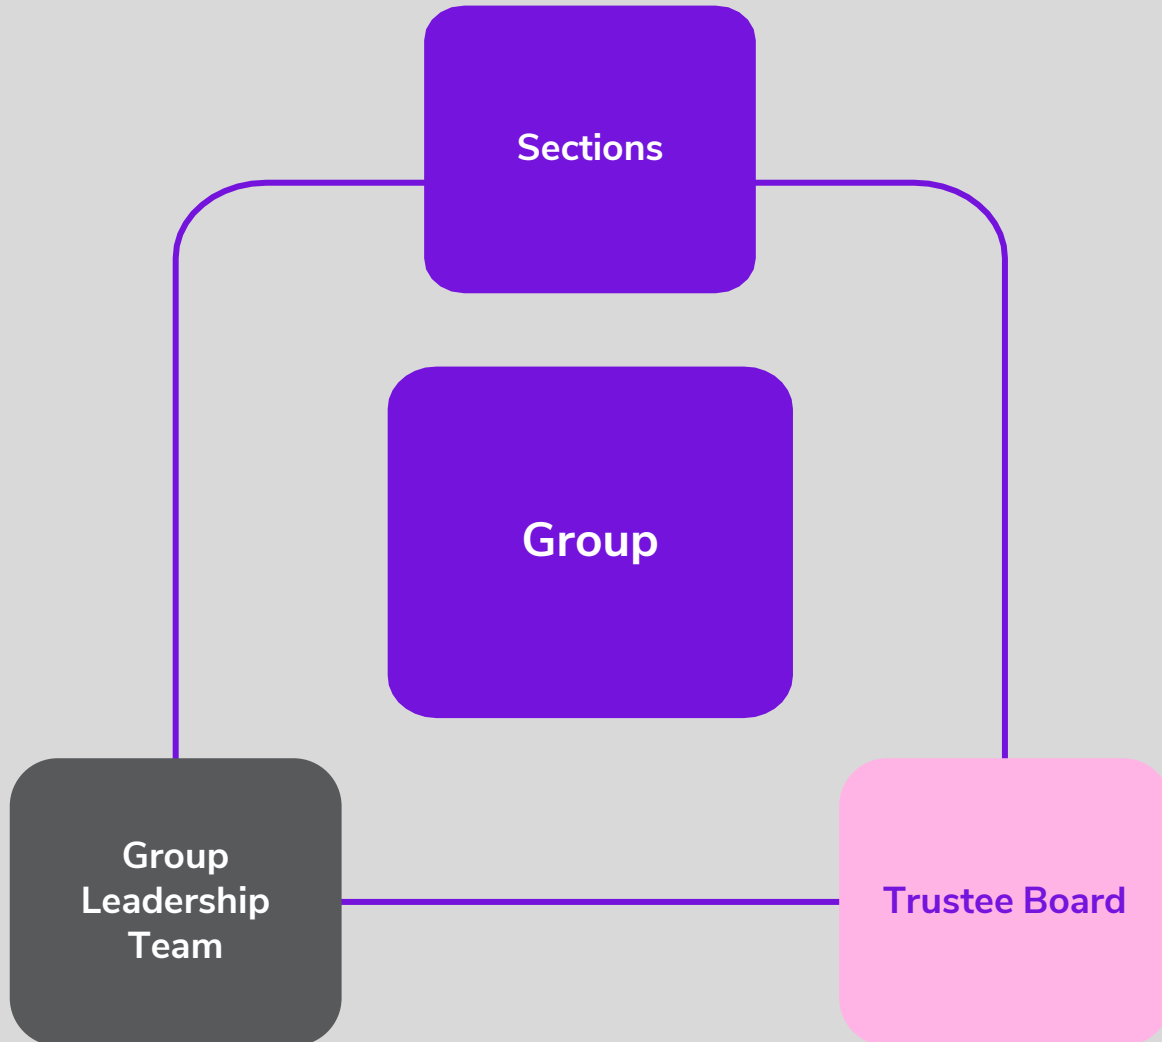 Sections
Group
Group
Leadership
Team
Trustee Board